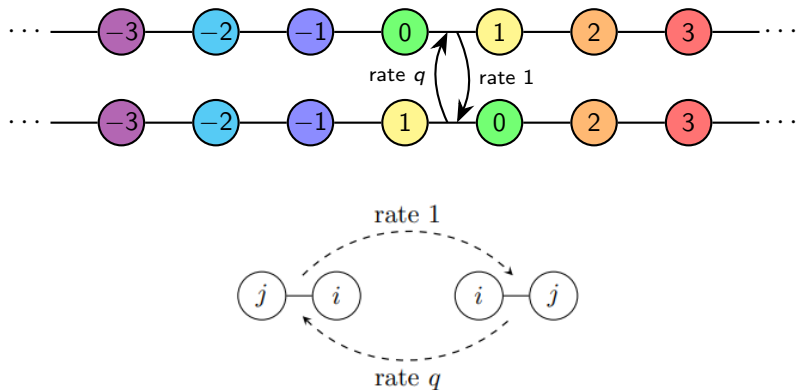 ··· −3 −2 −1 0 1 2 3 ···
rate q rate 1
··· −3 −2 −1 1 0 2 3 ···
rate 1
j i i j
rate q